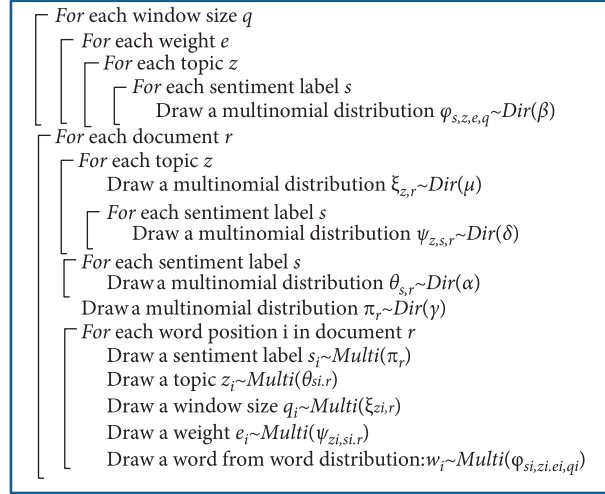 For each window size q
For each weight e
For each topic z
For each sentiment label s
Draw a multinomial distribution φs,z,e,q~Dir(β)
For each document r
For each topic z
Draw a multinomial distribution ξz,r~Dir(μ)
For each sentiment label s
Draw a multinomial distribution ψz,s,r~Dir(δ)
For each sentiment label s
Draw a multinomial distribution θs,r~Dir(α)
Draw a multinomial distribution πr~Dir(γ)
For each word position i in document r
Draw a sentiment label si~Multi(πr)
Draw a topic zi~Multi(θsi.r)
Draw a window size qi~Multi(ξzi,r)
Draw a weight ei~Multi(ψzi,si.r)
Draw a word from word distribution:wi~Multi(φsi,zi.ei,qi)